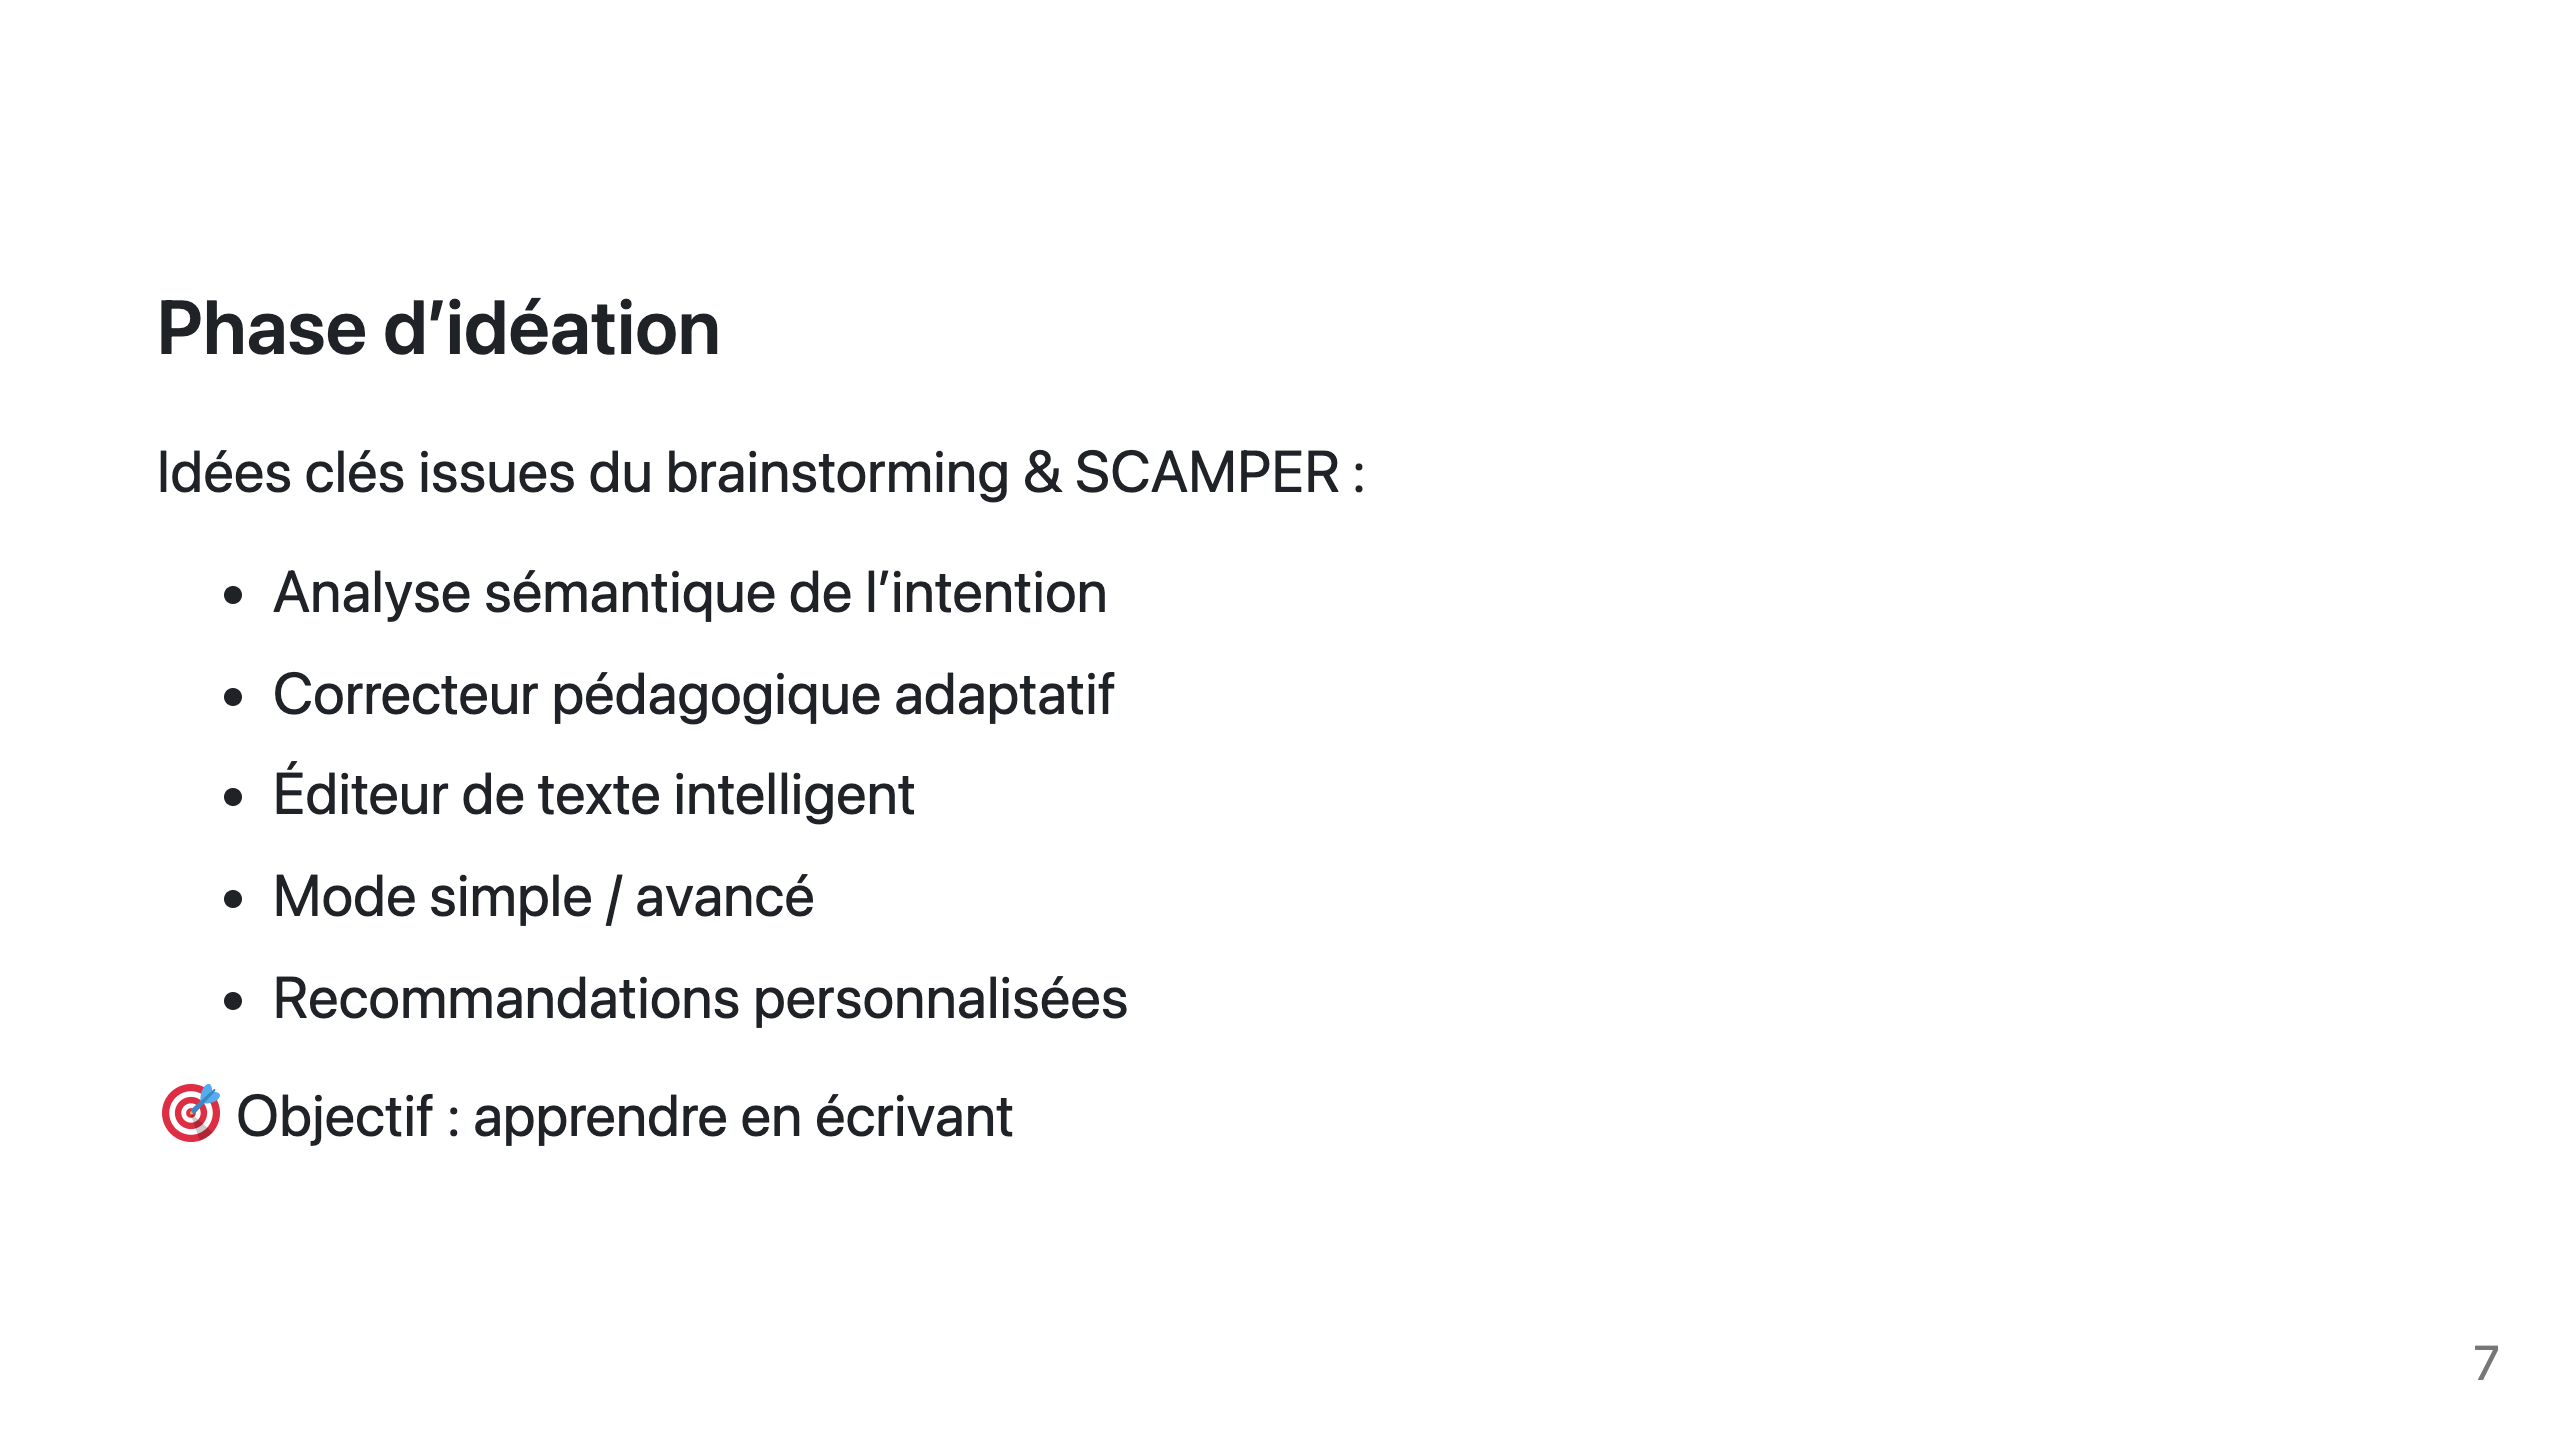 Phase d’idéation
Idées clés issues du brainstorming & SCAMPER :
• Analyse sémantique de l’intention
• Correcteur pédagogique adaptatif
• Éditeur de texte intelligent
• Mode simple / avancé
• Recommandations personnalisées
🎯 Objectif : apprendre en écrivant
7